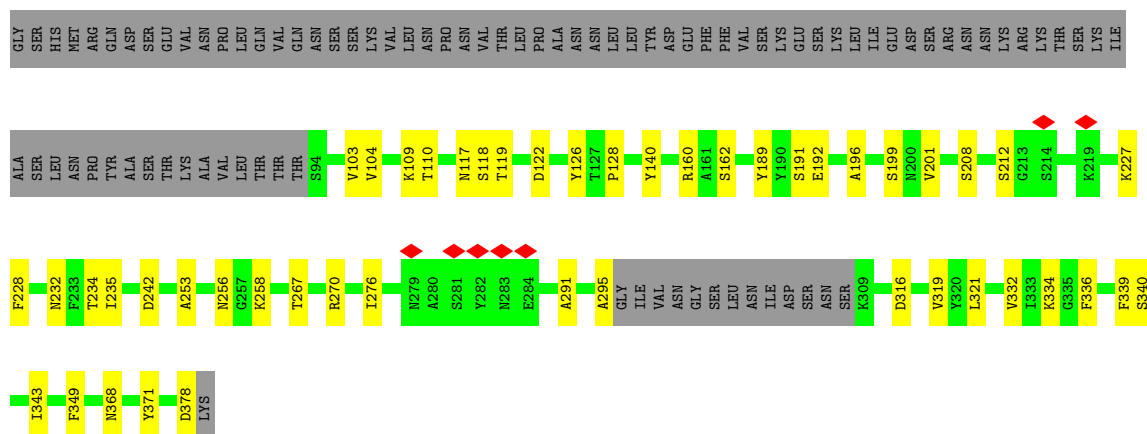 GLY SER HIS MET ARG GLN ASP SER GLU VAL ASN PRO LEU GLN VAL GLN ASN SER SER LYS VAL LEU ASN PRO ASN VAL THR LEU PRO ALA ASN ASN LEU LEU TYR ASP GLU PHE PHE VAL SER LYS GLU SER LYS LEU ILE GLU ASP SER ARG ASN ASN LYS ARG LYS THR SER LYS ILE
ALA SER LEU ASN PRO TYR ALA SER THR LYS ALA VAL LEU THR THR THR S94 V103 V104 K109 T110 N117 S118 T119 D122 Y126 T127 P128 Y140 R160 A161 S162 Y189 Y190 S191 E192 A196 S199 N200 V201 S208 S212 G213 S214 K219 K227
F228 N232 F233 T234 I235 D242 A253 N256 G257 K258 T267 R270 I276 N279 A280 S281 Y282 N283 E284 A291 A295 GLY ILE VAL ASN GLY SER LEU ASN ILE ASP SER ASN SER K309 D316 V319 Y320 L321 V332 I333 K334 G335 F336 F339 S340
I343 F349 N368 Y371 D378 LYS